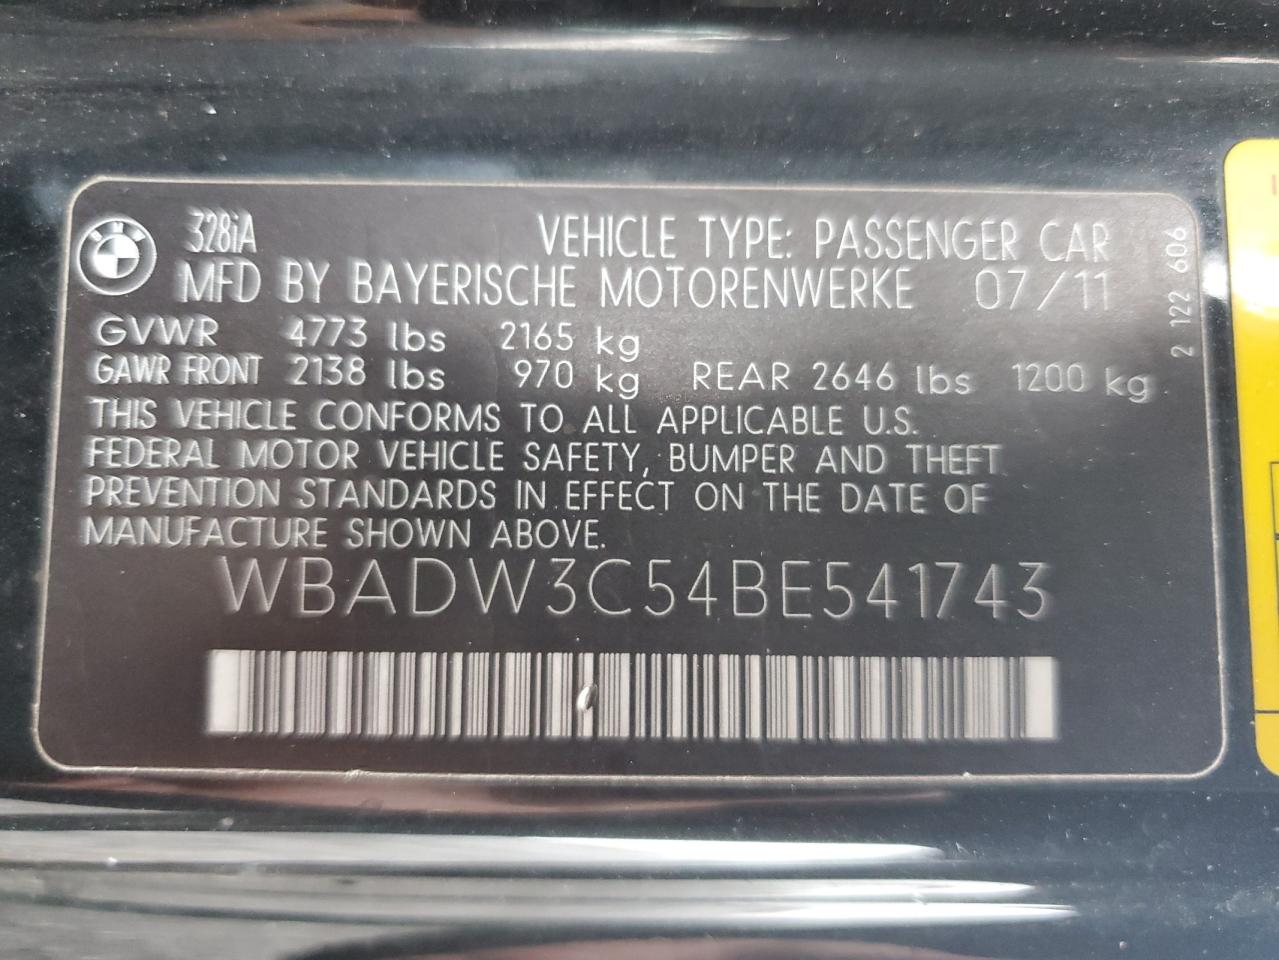 BMW
328iA VEHICLE TYPE: PASSENGER CAR
MFD BY BAYERISCHE MOTORENWERKE 07/11
GVWR 4773 lbs 2165 kg
GAWR FRONT 2138 lbs 970 kg REAR 2646 lbs 1200 kg
THIS VEHICLE CONFORMS TO ALL APPLICABLE U.S.
FEDERAL MOTOR VEHICLE SAFETY, BUMPER AND THEFT
PREVENTION STANDARDS IN EFFECT ON THE DATE OF
MANUFACTURE SHOWN ABOVE.
WBADW3C54BE541743
2 122 606